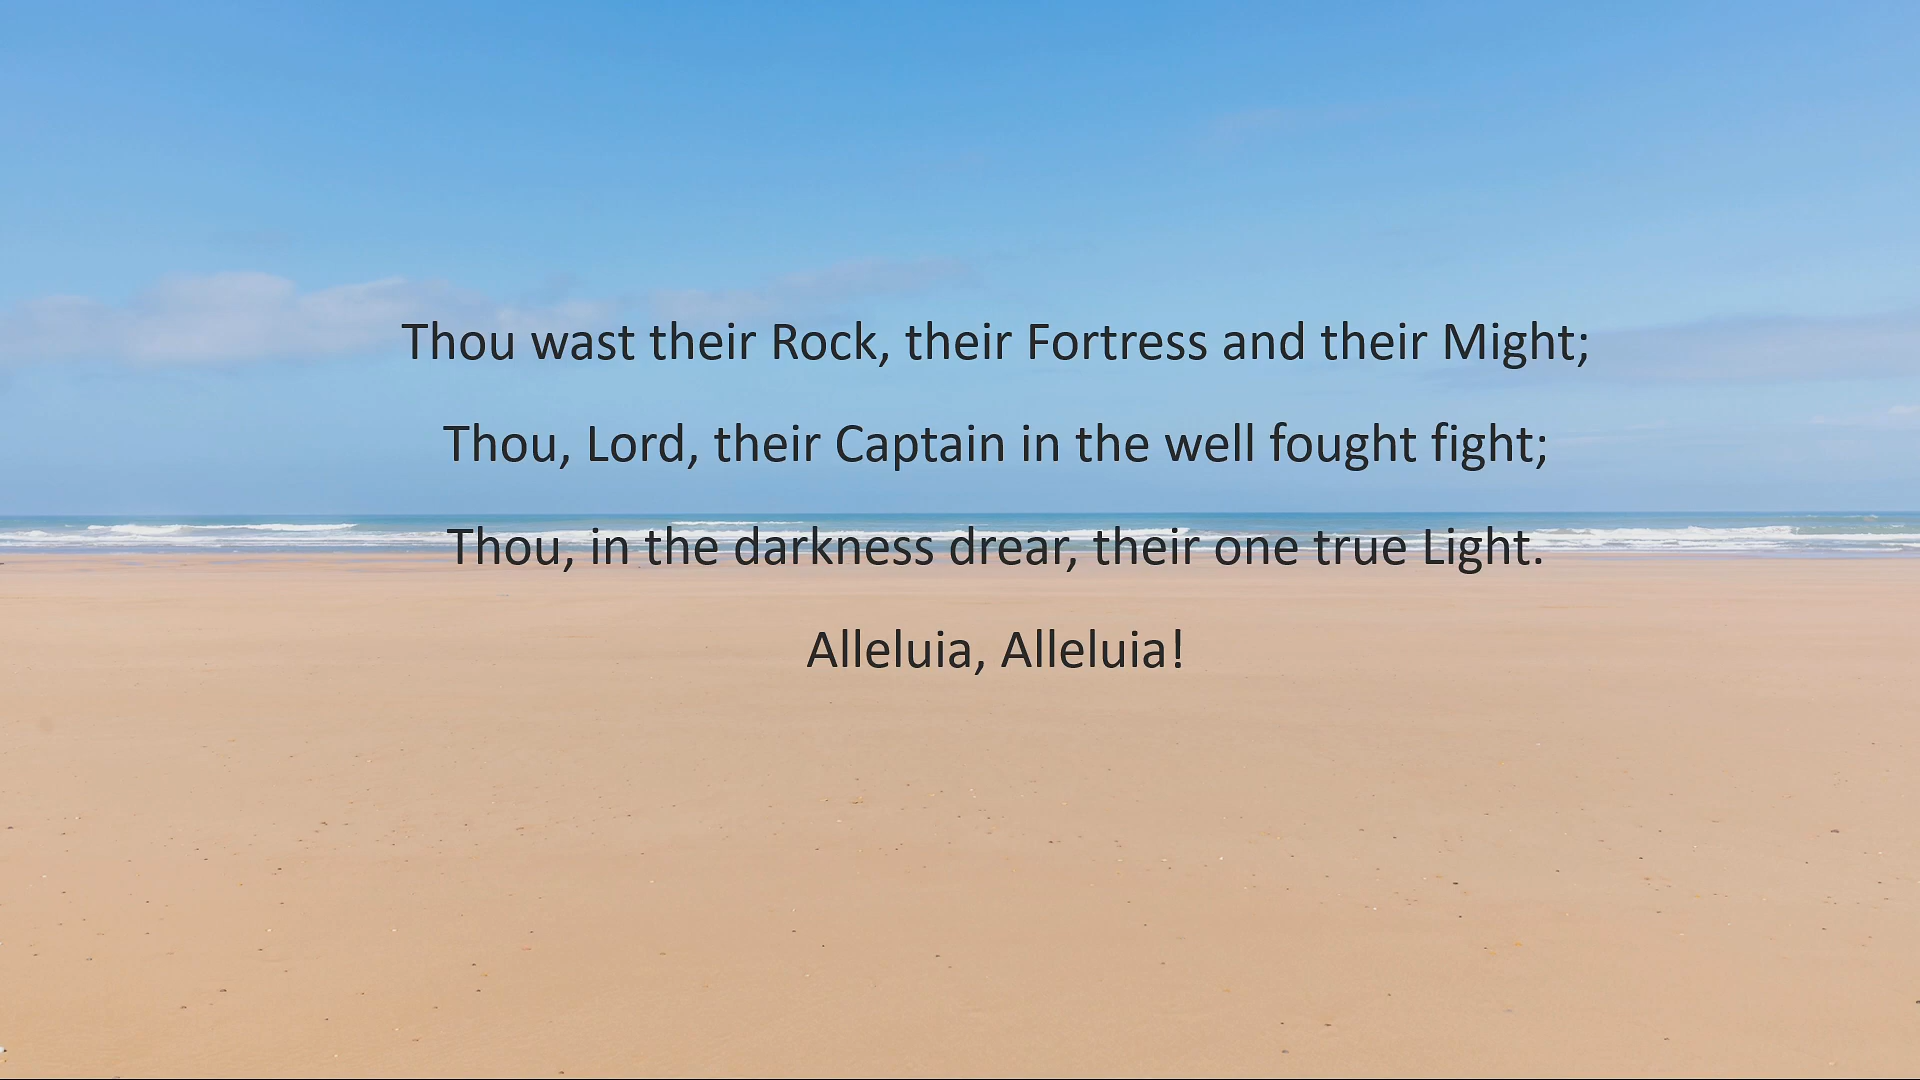 Thou wast their Rock, their Fortress and their Might;
Thou, Lord, their Captain in the well fought fight;
Thou, in the darkness drear, their one true Light.
Alleluia, Alleluia!